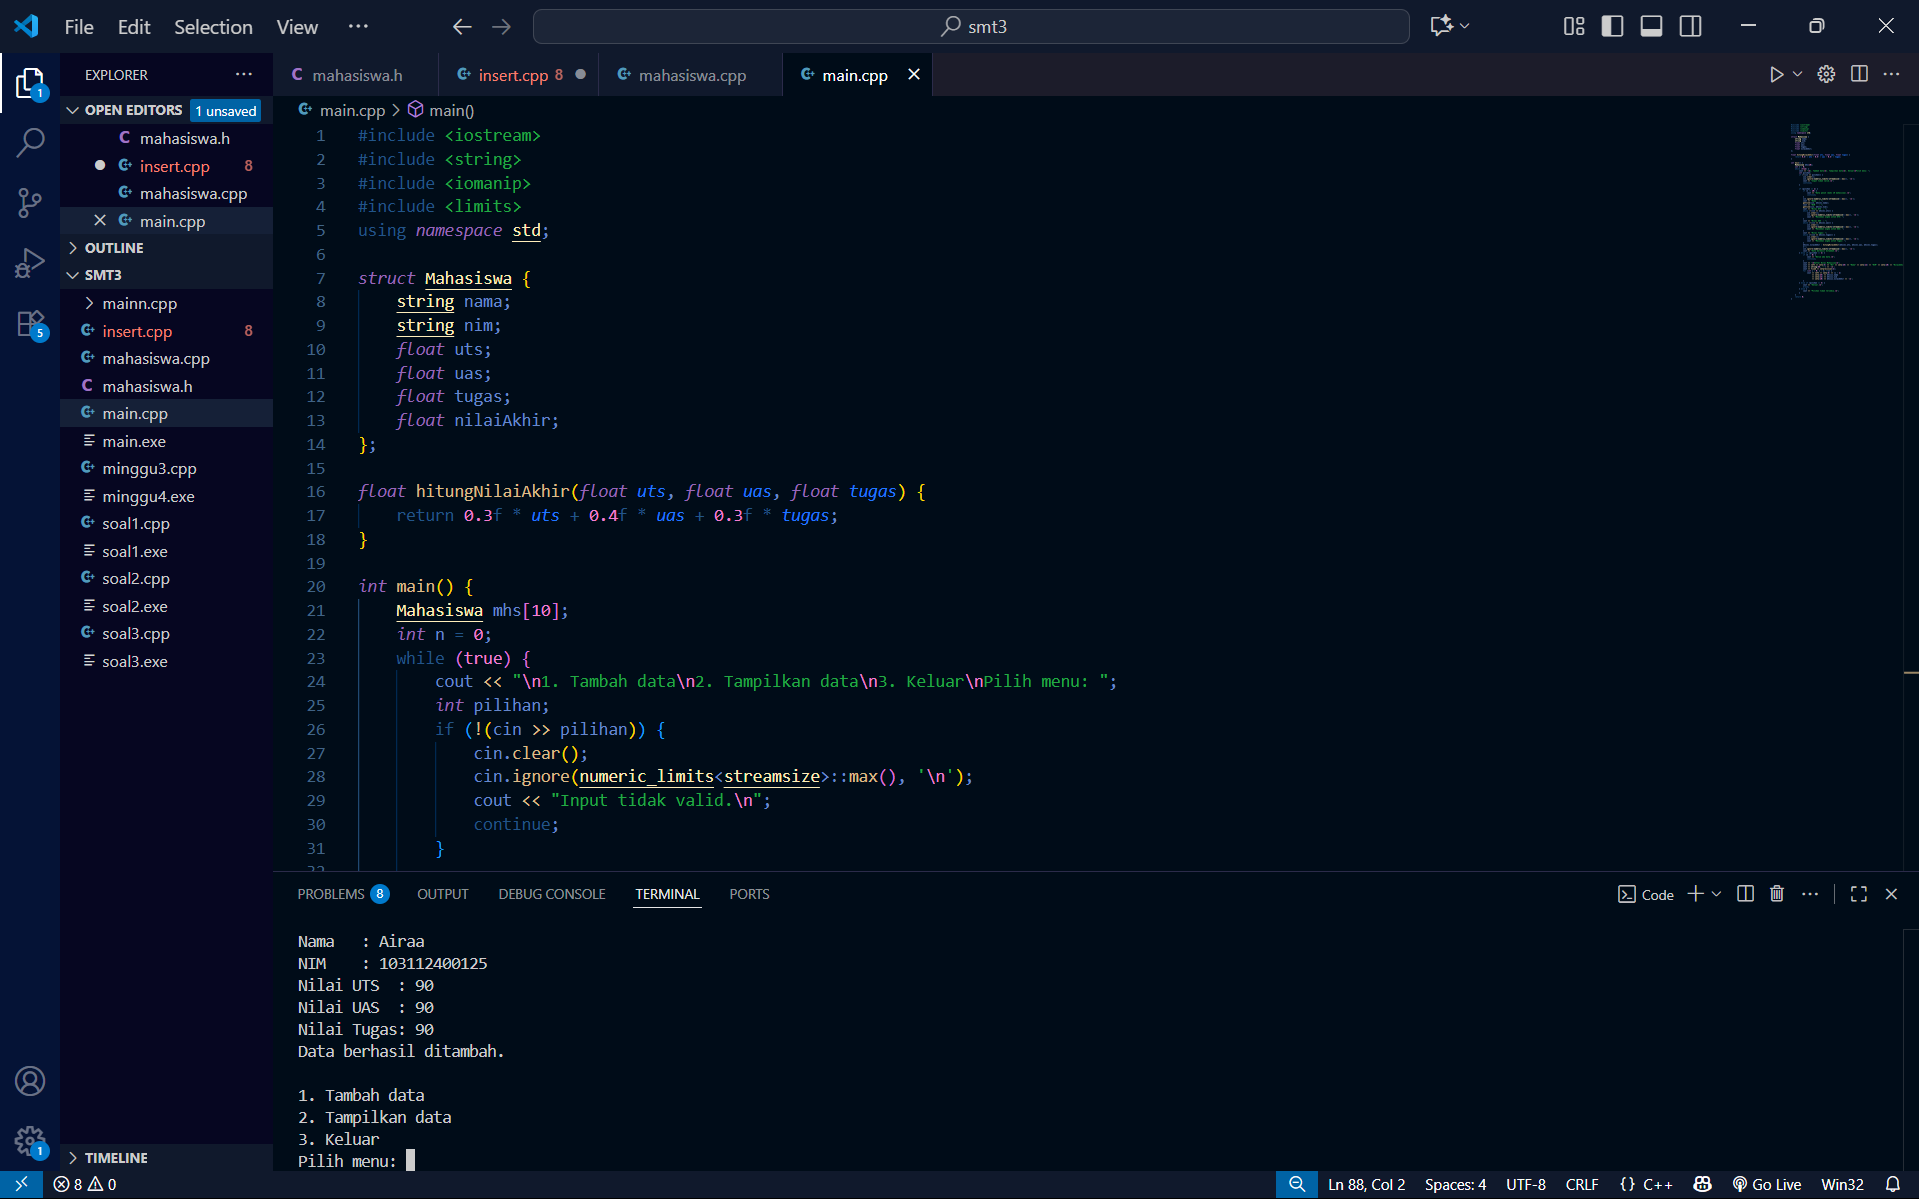 File Edit Selection View ··· smt3
EXPLORER ···
OPEN EDITORS 1 unsaved
mahasiswa.h
insert.cpp 8
mahasiswa.cpp
main.cpp
OUTLINE
SMT3
mainn.cpp
insert.cpp 8
mahasiswa.cpp
mahasiswa.h
main.cpp
main.exe
minggu3.cpp
minggu4.exe
soal1.cpp
soal1.exe
soal2.cpp
soal2.exe
soal3.cpp
soal3.exe
TIMELINE
1
5
1
mahasiswa.h insert.cpp 8 mahasiswa.cpp main.cpp
main.cpp > main()
1 #include <iostream>
2 #include <string>
3 #include <iomanip>
4 #include <limits>
5 using namespace std;
6
7 struct Mahasiswa {
8 string nama;
9 string nim;
10 float uts;
11 float uas;
12 float tugas;
13 float nilaiAkhir;
14 };
15
16 float hitungNilaiAkhir(float uts, float uas, float tugas) {
17 return 0.3f * uts + 0.4f * uas + 0.3f * tugas;
18 }
19
20 int main() {
21 Mahasiswa mhs[10];
22 int n = 0;
23 while (true) {
24 cout << "\n1. Tambah data\n2. Tampilkan data\n3. Keluar\nPilih menu: ";
25 int pilihan;
26 if (!(cin >> pilihan)) {
27 cin.clear();
28 cin.ignore(numeric_limits<streamsize>::max(), '\n');
29 cout << "Input tidak valid.\n";
30 continue;
31 }
PROBLEMS 8 OUTPUT DEBUG CONSOLE TERMINAL PORTS Code
Nama : Airaa
NIM : 103112400125
Nilai UTS : 90
Nilai UAS : 90
Nilai Tugas: 90
Data berhasil ditambah.
1. Tambah data
2. Tampilkan data
3. Keluar
Pilih menu:
8 0 Ln 88, Col 2 Spaces: 4 UTF-8 CRLF {} C++ Go Live Win32